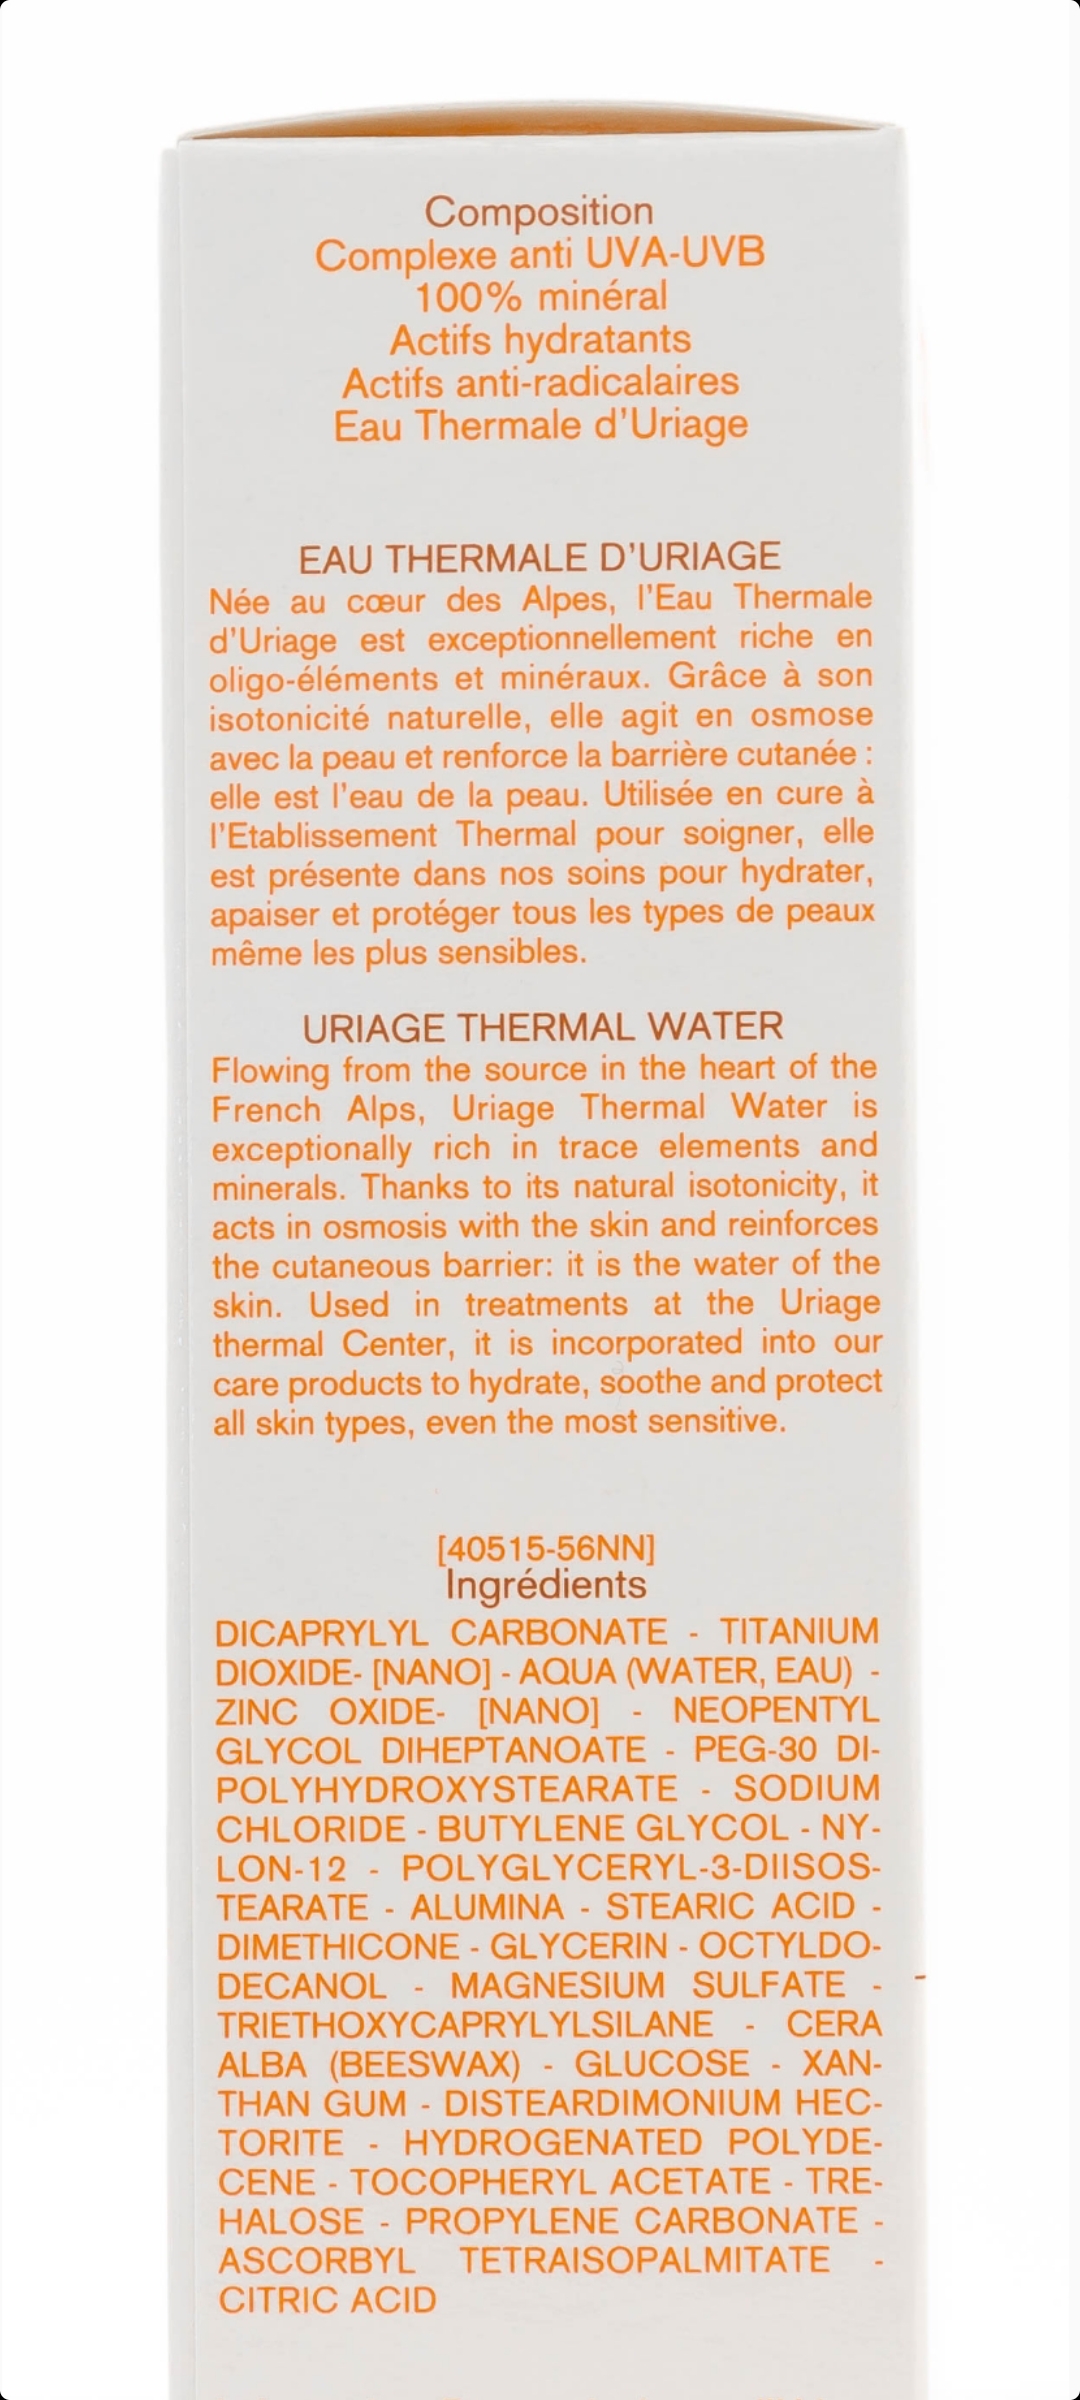 Composition
Complexe anti UVA-UVB
100% minéral
Actifs hydratants
Actifs anti-radicalaires
Eau Thermale d'Uriage
EAU THERMALE D'URIAGE
Née au cœur des Alpes, l'Eau Thermale
d'Uriage est exceptionnellement riche en
oligo-éléments et minéraux. Grâce à son
isotonicité naturelle, elle agit en osmose
avec la peau et renforce la barrière cutanée :
elle est l'eau de la peau. Utilisée en cure à
l'Etablissement Thermal pour soigner, elle
est présente dans nos soins pour hydrater,
apaiser et protéger tous les types de peaux
même les plus sensibles.
URIAGE THERMAL WATER
Flowing from the source in the heart of the
French Alps, Uriage Thermal Water is
exceptionally rich in trace elements and
minerals. Thanks to its natural isotonicity, it
acts in osmosis with the skin and reinforces
the cutaneous barrier: it is the water of the
skin. Used in treatments at the Uriage
thermal Center, it is incorporated into our
care products to hydrate, soothe and protect
all skin types, even the most sensitive.
[40515-56NN]
Ingrédients
DICAPRYLYL CARBONATE - TITANIUM
DIOXIDE- [NANO] - AQUA (WATER, EAU) -
ZINC OXIDE- [NANO] - NEOPENTYL
GLYCOL DIHEPTANOATE - PEG-30 DI-
POLYHYDROXYSTEARATE - SODIUM
CHLORIDE - BUTYLENE GLYCOL - NY-
LON-12 - POLYGLYCERYL-3-DIISOS-
TEARATE - ALUMINA - STEARIC ACID -
DIMETHICONE - GLYCERIN - OCTYLDO-
DECANOL - MAGNESIUM SULFATE -
TRIETHOXYCAPRYLYLSILANE - CERA
ALBA (BEESWAX) - GLUCOSE - XAN-
THAN GUM - DISTEARDIMONIUM HEC-
TORITE - HYDROGENATED POLYDE-
CENE - TOCOPHERYL ACETATE - TRE-
HALOSE - PROPYLENE CARBONATE -
ASCORBYL TETRAISOPALMITATE -
CITRIC ACID